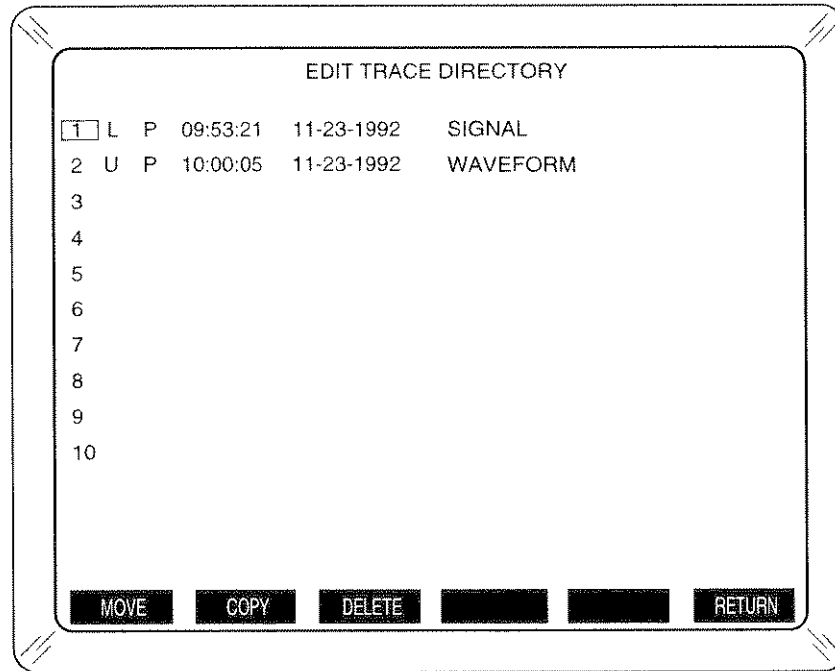 EDIT TRACE DIRECTORY
1 L P 09:53:21 11-23-1992 SIGNAL
2 U P 10:00:05 11-23-1992 WAVEFORM
3
4
5
6
7
8
9
10
MOVE COPY DELETE RETURN